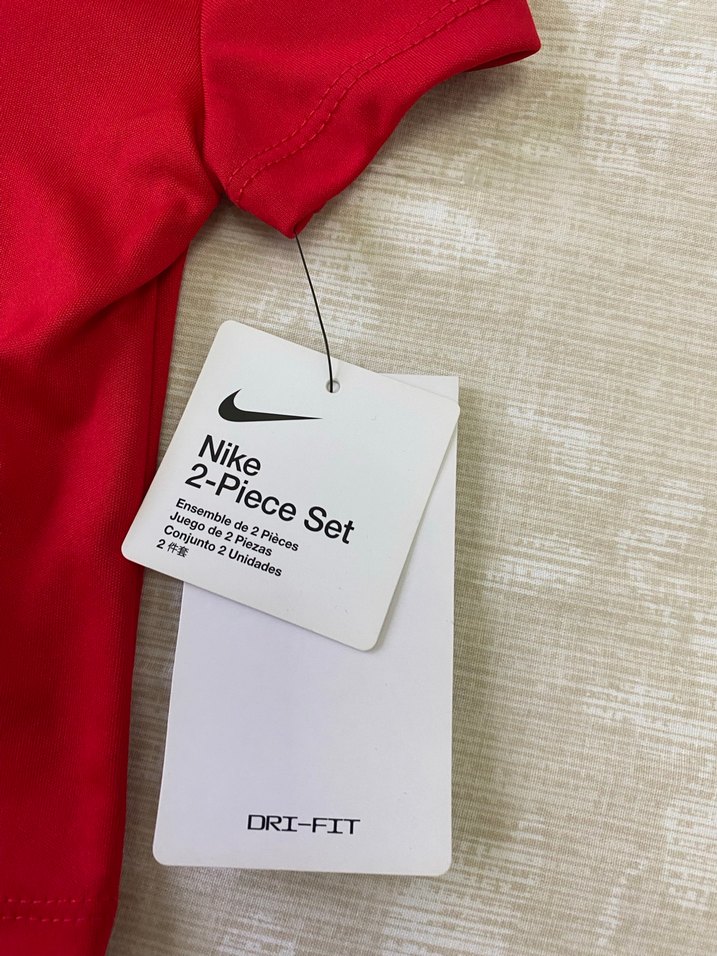 Nike
2-Piece Set
Ensemble de 2 Pièces
Juego de 2 Piezas
Conjunto 2 Unidades
2 件套
DRI-FIT